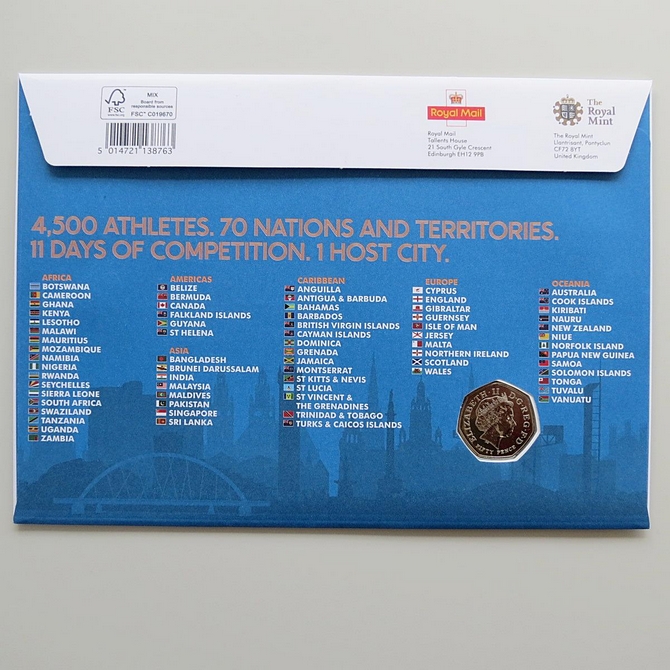 MIX
Board from
responsible sources
FSC
www.fsc.org
FSC® C019870
5 014721 138763
Royal Mail
Royal Mail
Tallents House
21 South Gyle Crescent
Edinburgh EH12 9PB
The
Royal
Mint
The Royal Mint
Llantrisant, Pontyclun
CF72 8YT
United Kingdom
4,500 ATHLETES. 70 NATIONS AND TERRITORIES.
11 DAYS OF COMPETITION. 1 HOST CITY.
AFRICA
BOTSWANA
CAMEROON
GHANA
KENYA
LESOTHO
MALAWI
MAURITIUS
MOZAMBIQUE
NAMIBIA
NIGERIA
RWANDA
SEYCHELLES
SIERRA LEONE
SOUTH AFRICA
SWAZILAND
TANZANIA
UGANDA
ZAMBIA
AMERICAS
BELIZE
BERMUDA
CANADA
FALKLAND ISLANDS
GUYANA
ST HELENA
ASIA
BANGLADESH
BRUNEI DARUSSALAM
INDIA
MALAYSIA
MALDIVES
PAKISTAN
SINGAPORE
SRI LANKA
CARIBBEAN
ANGUILLA
ANTIGUA & BARBUDA
BAHAMAS
BARBADOS
BRITISH VIRGIN ISLANDS
CAYMAN ISLANDS
DOMINICA
GRENADA
JAMAICA
MONTSERRAT
ST KITTS & NEVIS
ST LUCIA
ST VINCENT &
THE GRENADINES
TRINIDAD & TOBAGO
TURKS & CAICOS ISLANDS
EUROPE
CYPRUS
ENGLAND
GIBRALTAR
GUERNSEY
ISLE OF MAN
JERSEY
MALTA
NORTHERN IRELAND
SCOTLAND
WALES
OCEANIA
AUSTRALIA
COOK ISLANDS
KIRIBATI
NAURU
NEW ZEALAND
NIUE
NORFOLK ISLAND
PAPUA NEW GUINEA
SAMOA
SOLOMON ISLANDS
TONGA
TUVALU
VANUATU
ELIZABETH II D·G·REG·F·D
FIFTY PENCE